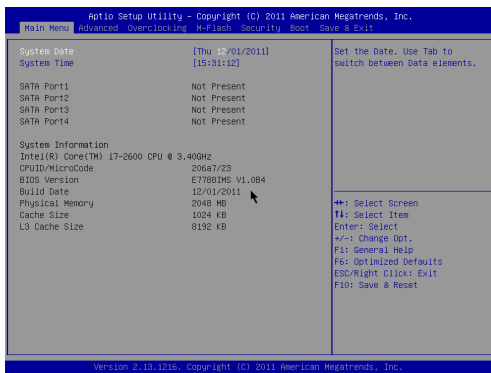 Aptio Setup Utility – Copyright (C) 2011 American Megatrends, Inc.
Main Menu Advanced Overclocking M-Flash Security Boot Save & Exit
System Date [Thu 12/01/2011]
System Time [15:31:12]
SATA Port1 Not Present
SATA Port2 Not Present
SATA Port3 Not Present
SATA Port4 Not Present
System Information
Intel(R) Core(TM) i7-2600 CPU @ 3.40GHz
CPUID/MicroCode 206a7/23
BIOS Version E7788IMS V1.0B4
Build Date 12/01/2011
Physical Memory 2048 MB
Cache Size 1024 KB
L3 Cache Size 8192 KB
Set the Date. Use Tab to
switch between Data elements.
→←: Select Screen
↑↓: Select Item
Enter: Select
+/-: Change Opt.
F1: General Help
F6: Optimized Defaults
ESC/Right Click: Exit
F10: Save & Reset
Version 2.13.1216. Copyright (C) 2011 American Megatrends, Inc.